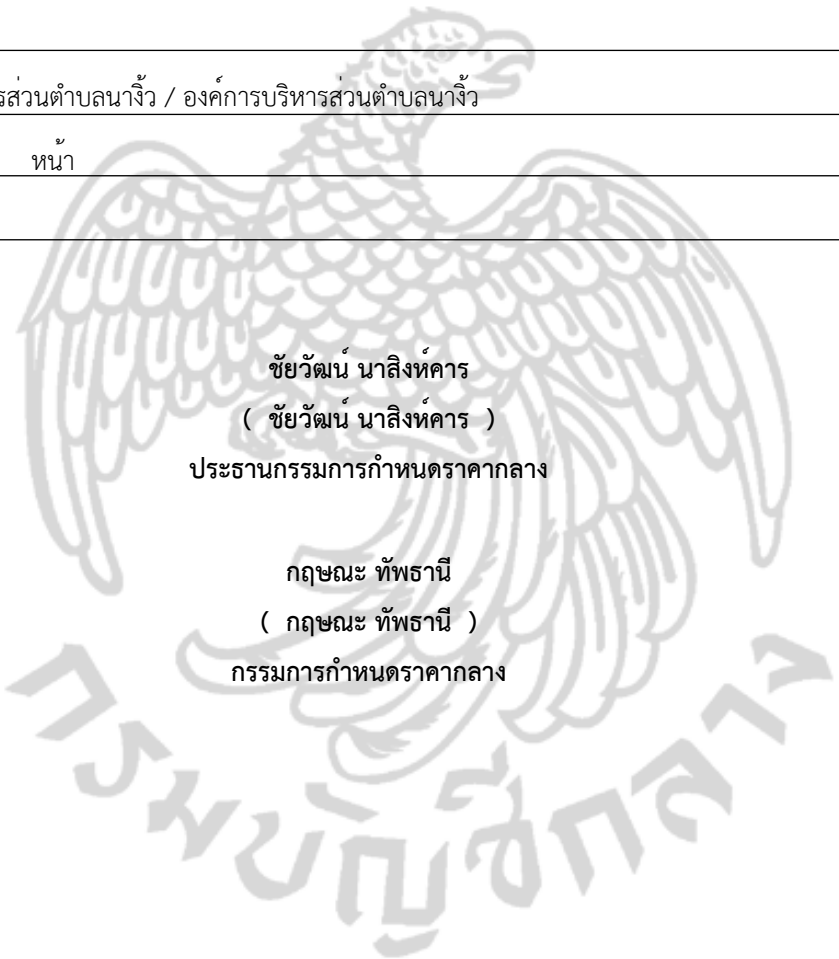 รส่วนตำบลนางิ้ว / องค์การบริหารส่วนตำบลนางิ้ว
หน้า
ชัยวัฒน์ นาสิงห์คาร
( ชัยวัฒน์ นาสิงห์คาร )
ประธานกรรมการกำหนดราคากลาง
กฤษณะ ทัพธานี
( กฤษณะ ทัพธานี )
กรรมการกำหนดราคากลาง
กรมบัญชีกลาง